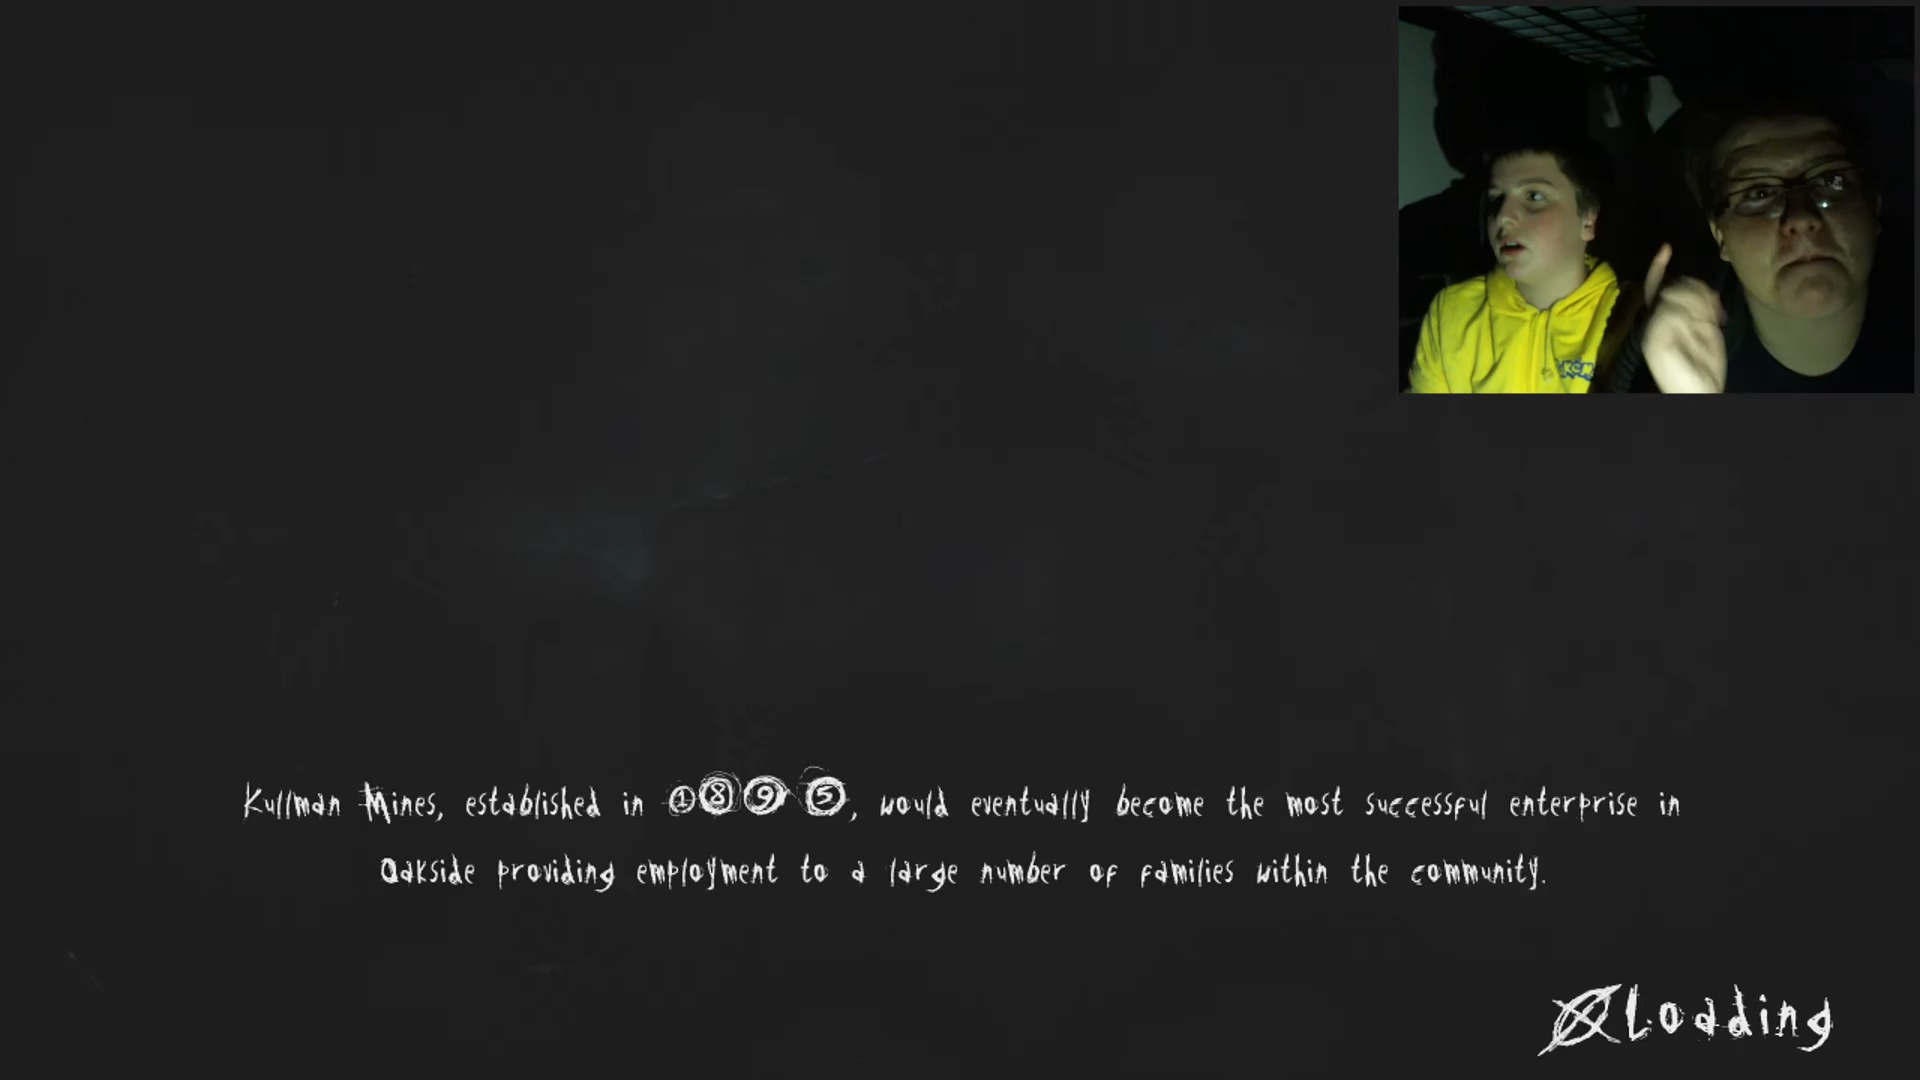 Kullman Mines, established in ①⑧⑨⑤, would eventually become the most successful enterprise in
Oakside providing employment to a large number of families within the community.
Loading